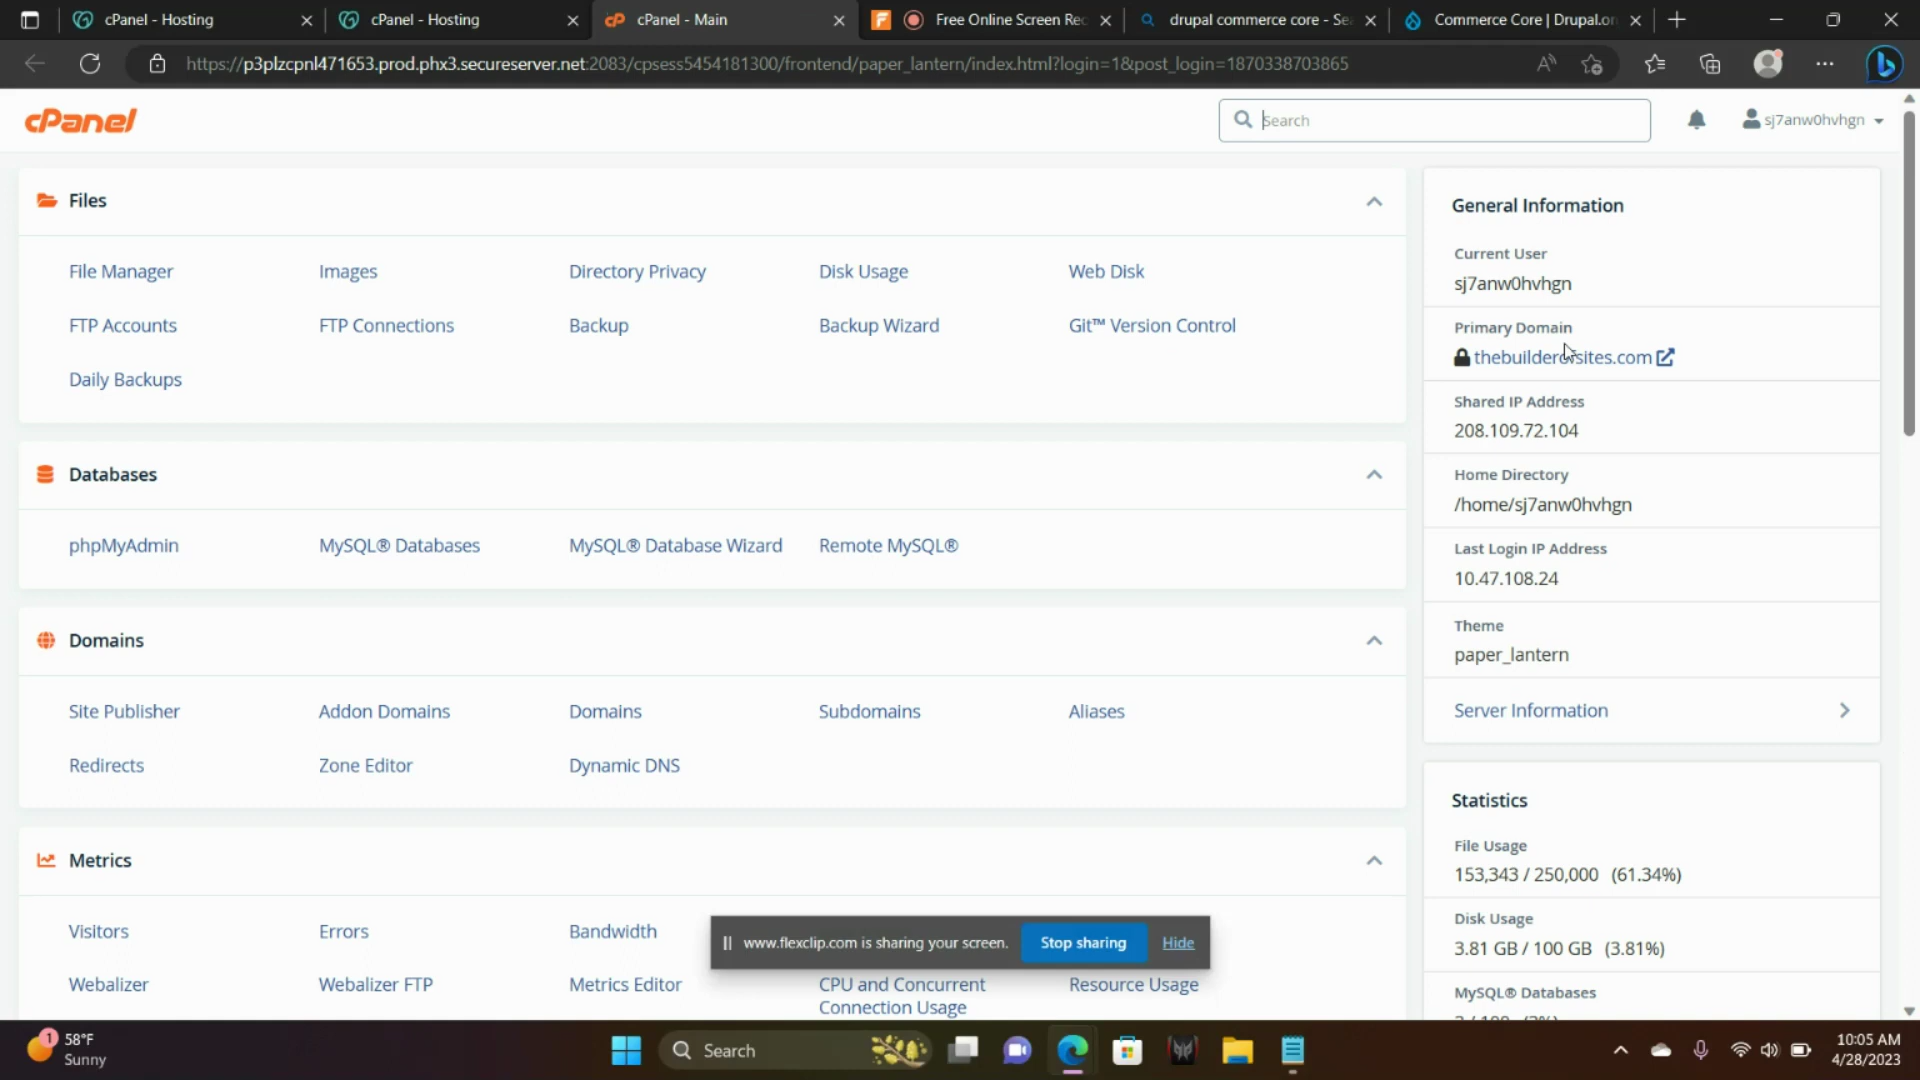 cPanel - Hosting
cPanel - Hosting
cPanel - Main
Free Online Screen Rec
drupal commerce core - Se
Commerce Core | Drupal.or
https://p3plzcpnl471653.prod.phx3.secureserver.net:2083/cpsess5454181300/frontend/paper_lantern/index.html?login=1&post_login=1870338703865
cPanel
Search
sj7anw0hvhgn
Files
File Manager
Images
Directory Privacy
Disk Usage
Web Disk
FTP Accounts
FTP Connections
Backup
Backup Wizard
Git™ Version Control
Daily Backups
Databases
phpMyAdmin
MySQL® Databases
MySQL® Database Wizard
Remote MySQL®
Domains
Site Publisher
Addon Domains
Domains
Subdomains
Aliases
Redirects
Zone Editor
Dynamic DNS
Metrics
Visitors
Errors
Bandwidth
Webalizer
Webalizer FTP
Metrics Editor
CPU and Concurrent
Connection Usage
Resource Usage
General Information
Current User
sj7anw0hvhgn
Primary Domain
thebuilderofsites.com
Shared IP Address
208.109.72.104
Home Directory
/home/sj7anw0hvhgn
Last Login IP Address
10.47.108.24
Theme
paper_lantern
Server Information
Statistics
File Usage
153,343 / 250,000 (61.34%)
Disk Usage
3.81 GB / 100 GB (3.81%)
MySQL® Databases
www.flexclip.com is sharing your screen.
Stop sharing
Hide
1
58°F
Sunny
Search
10:05 AM
4/28/2023